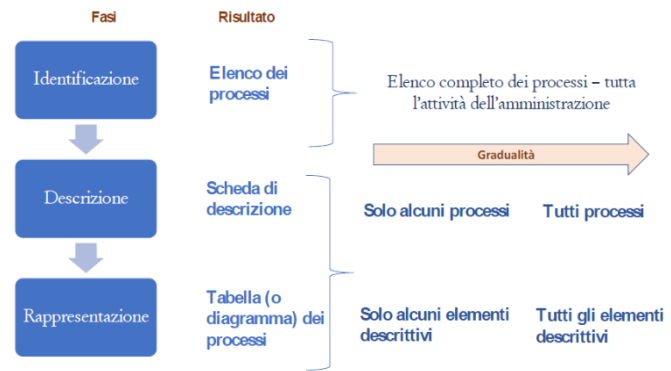 Fasi
Risultato
Identificazione
Elenco dei
processi
Elenco completo dei processi – tutta
l'attività dell'amministrazione
Gradualità
Descrizione
Scheda di
descrizione
Solo alcuni processi
Tutti processi
Rappresentazione
Tabella (o
diagramma) dei
processi
Solo alcuni elementi
descrittivi
Tutti gli elementi
descrittivi